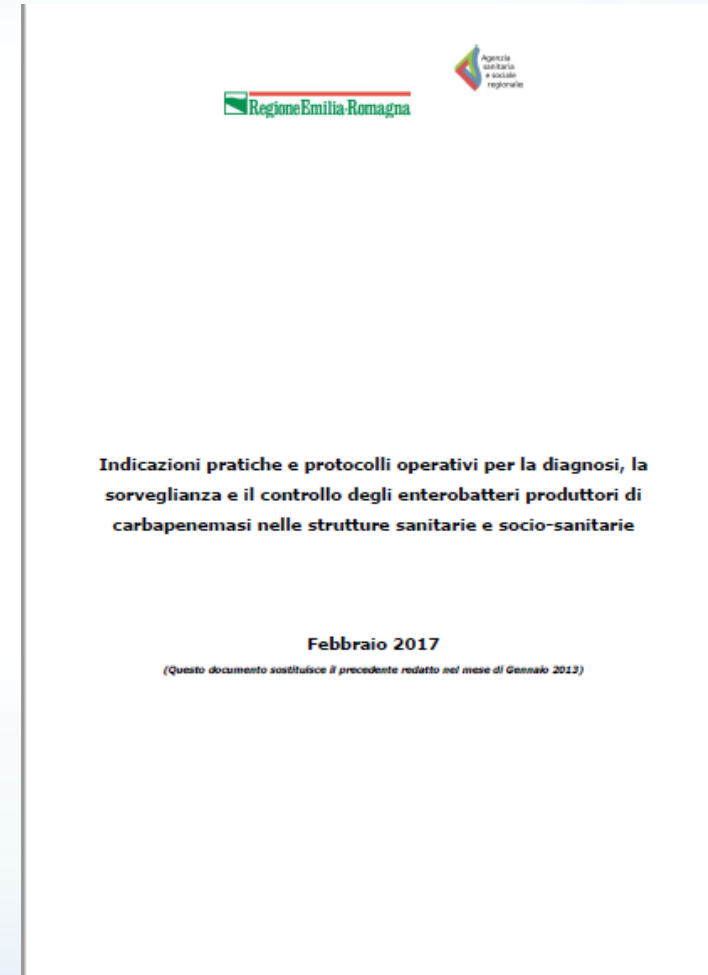 Agenzia
sanitaria
e sociale
regionale
RegioneEmilia-Romagna
Indicazioni pratiche e protocolli operativi per la diagnosi, la
sorveglianza e il controllo degli enterobatteri produttori di
carbapenemasi nelle strutture sanitarie e socio-sanitarie
Febbraio 2017
(Questo documento sostituisce il precedente redatto nel mese di Gennaio 2013)